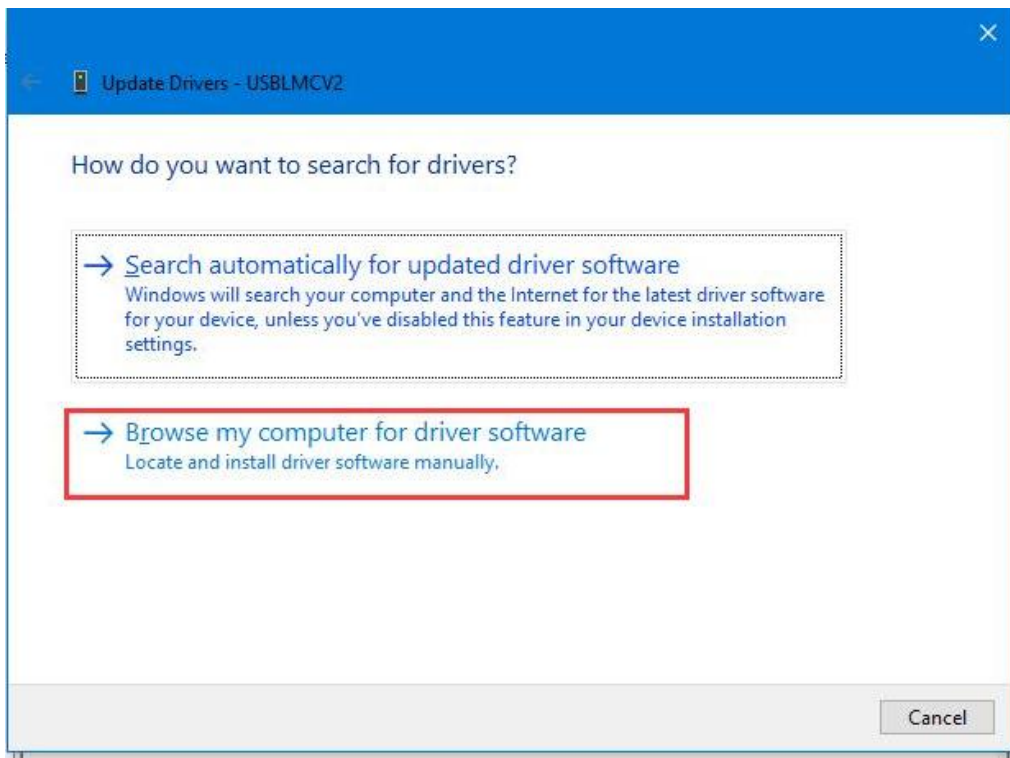 Update Drivers - USBLMCV2
How do you want to search for drivers?
Search automatically for updated driver software
Windows will search your computer and the Internet for the latest driver software
for your device, unless you've disabled this feature in your device installation
settings.
Browse my computer for driver software
Locate and install driver software manually.
Cancel